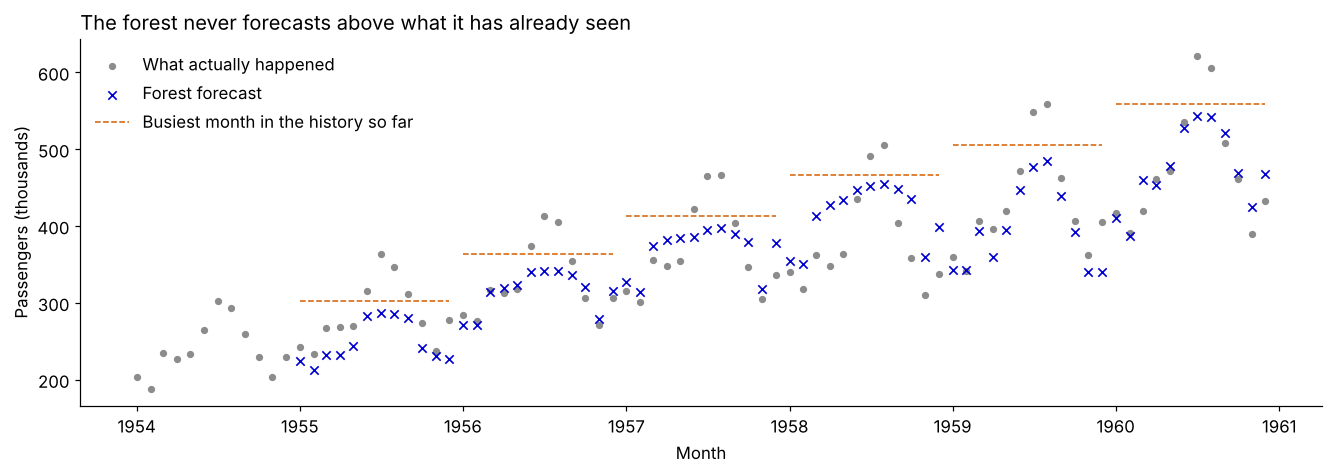 The forest never forecasts above what it has already seen
What actually happened
Forest forecast
Busiest month in the history so far
Passengers (thousands)
600
500
400
300
200
1954 1955 1956 1957 1958 1959 1960 1961
Month